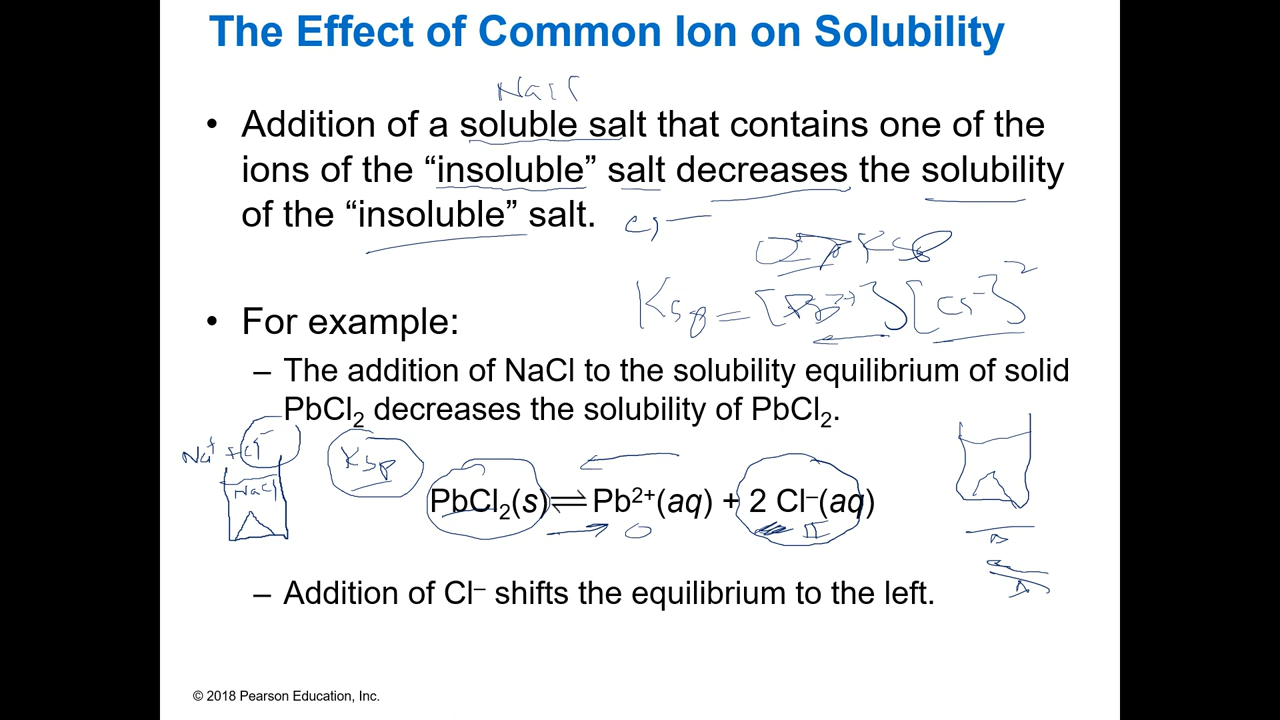 The Effect of Common Ion on Solubility
NaCl
• Addition of a soluble salt that contains one of the
ions of the “insoluble” salt decreases the solubility
of the “insoluble” salt. Cl⁻
Q > Ksp
Ksp = [Pb²⁺][Cl⁻]²
• For example:
– The addition of NaCl to the solubility equilibrium of solid
PbCl₂ decreases the solubility of PbCl₂.
Na⁺ + Cl⁻
Ksp
NaCl
PbCl₂(s) ⇌ Pb²⁺(aq) + 2 Cl⁻(aq)
– Addition of Cl⁻ shifts the equilibrium to the left.
© 2018 Pearson Education, Inc.